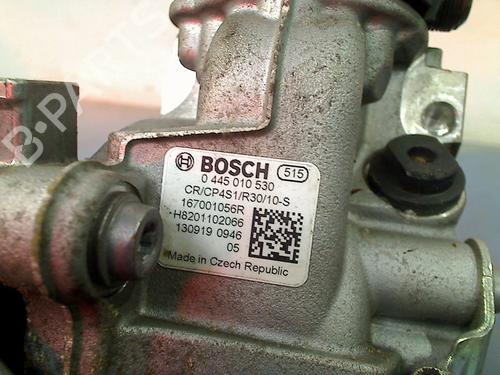 BOSCH 515
0 445 010 530
CR/CP4S1/R30/10-S
167001056R
H8201102066
130919 0946
05
Made in Czech Republic
B-PARTS